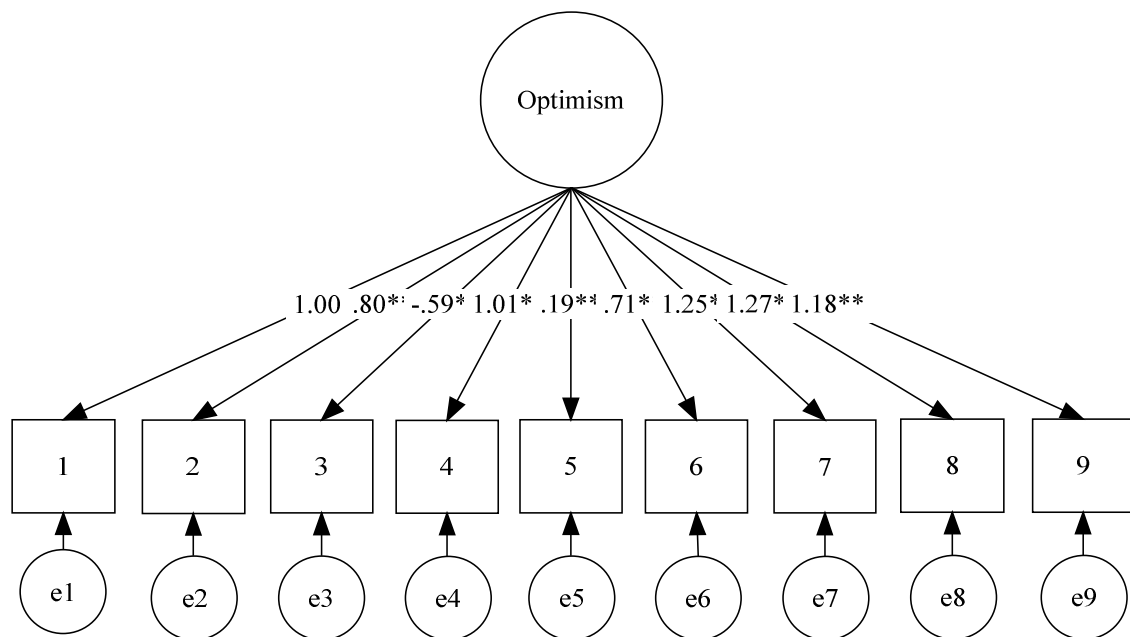 Optimism
1.00 .80** -.59* 1.01* .19** .71* 1.25* 1.27* 1.18**
1 2 3 4 5 6 7 8 9
e1 e2 e3 e4 e5 e6 e7 e8 e9